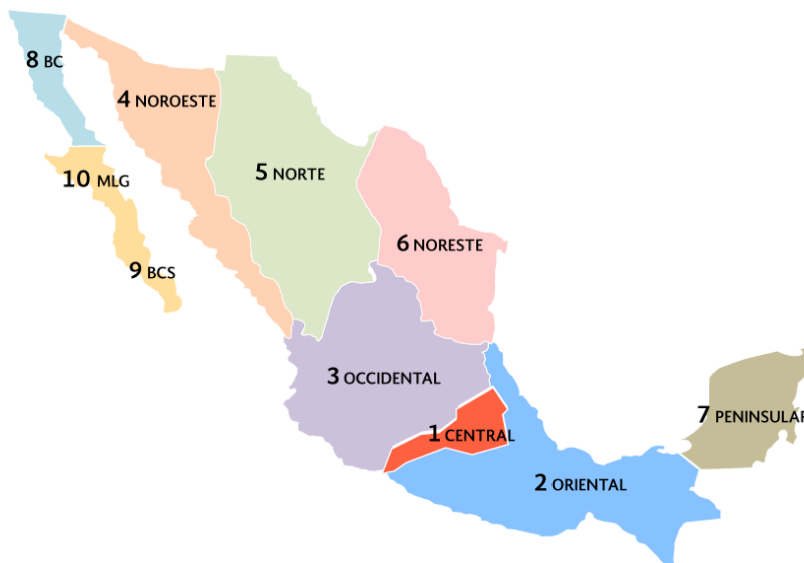 8 BC
4 NOROESTE
5 NORTE
10 MLG
6 NORESTE
9 BCS
3 OCCIDENTAL
7 PENINSULAR
1 CENTRAL
2 ORIENTAL